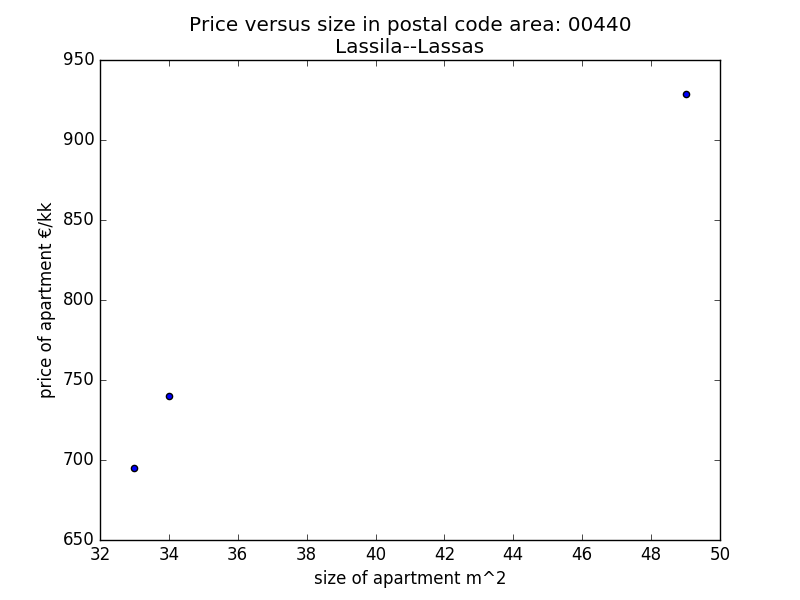 Price versus size in postal code area: 00440
Lassila--Lassas
950
900
850
800
750
700
650
price of apartment €/kk
32 34 36 38 40 42 44 46 48 50
size of apartment m^2